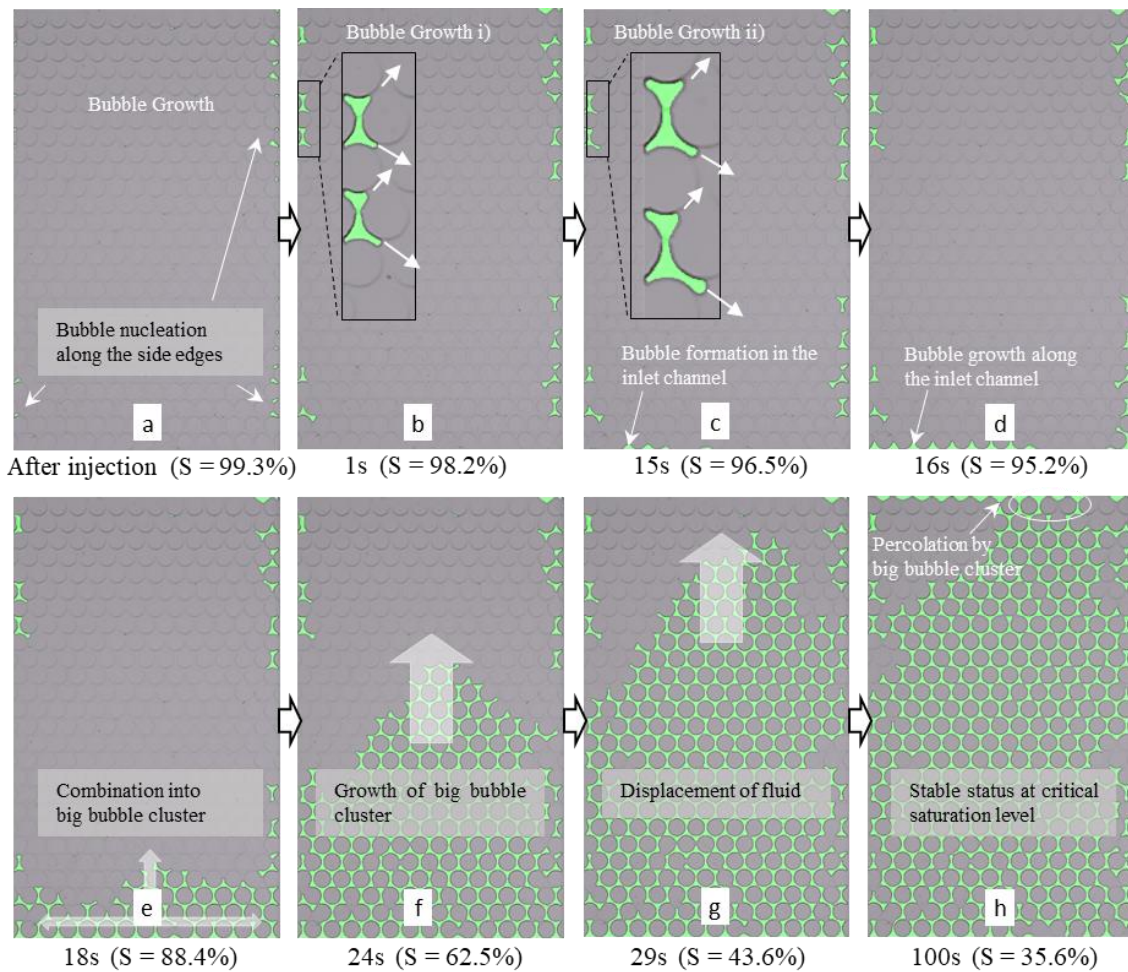 Bubble Growth
Bubble nucleation
along the side edges
a
After injection (S = 99.3%)
Bubble Growth i)
b
1s (S = 98.2%)
Bubble Growth ii)
Bubble formation in the
inlet channel
c
15s (S = 96.5%)
Bubble growth along
the inlet channel
d
16s (S = 95.2%)
Combination into
big bubble cluster
e
18s (S = 88.4%)
Growth of big bubble
cluster
f
24s (S = 62.5%)
Displacement of fluid
g
29s (S = 43.6%)
Percolation by
big bubble cluster
Stable status at critical
saturation level
h
100s (S = 35.6%)